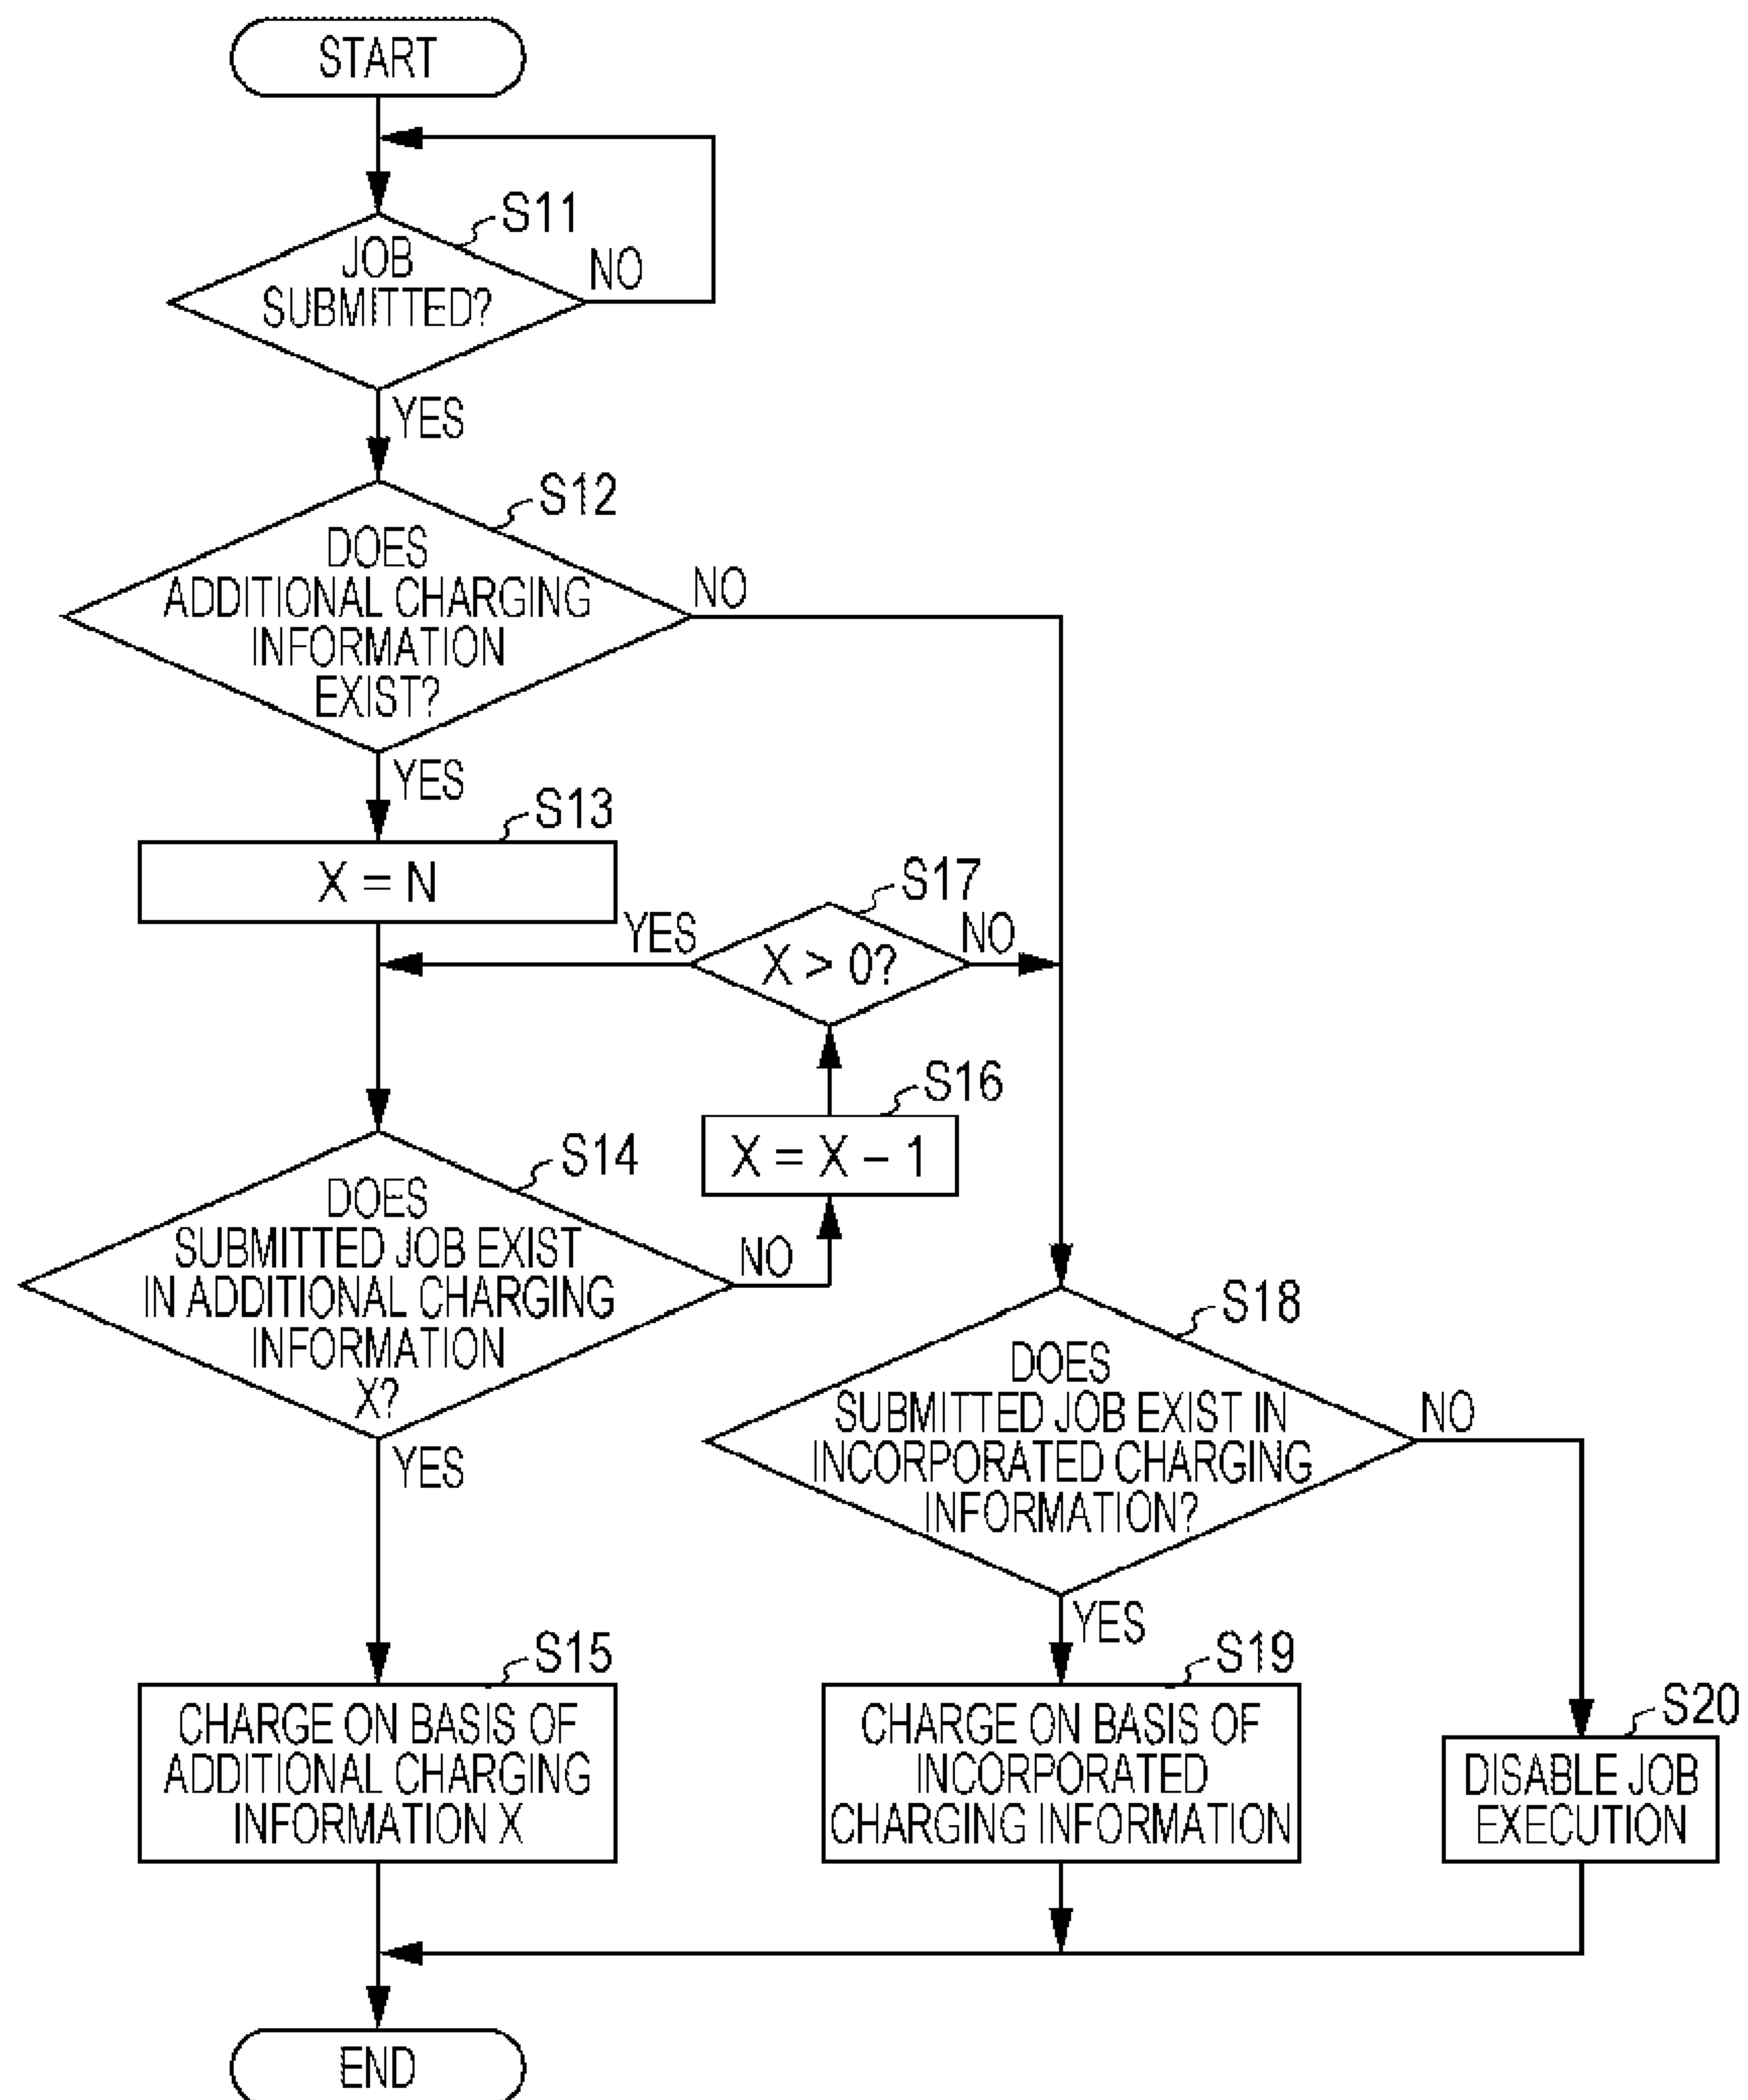 START
S11
JOB
SUBMITTED?
NO
YES
S12
DOES
ADDITIONAL CHARGING
INFORMATION
EXIST?
NO
YES
S13
X = N
S17
YES
X > 0?
NO
S16
X = X – 1
S14
DOES
SUBMITTED JOB EXIST
IN ADDITIONAL CHARGING
INFORMATION
X?
NO
YES
S18
DOES
SUBMITTED JOB EXIST IN
INCORPORATED CHARGING
INFORMATION?
NO
YES
S15
CHARGE ON BASIS OF
ADDITIONAL CHARGING
INFORMATION X
S19
CHARGE ON BASIS OF
INCORPORATED
CHARGING INFORMATION
S20
DISABLE JOB
EXECUTION
END